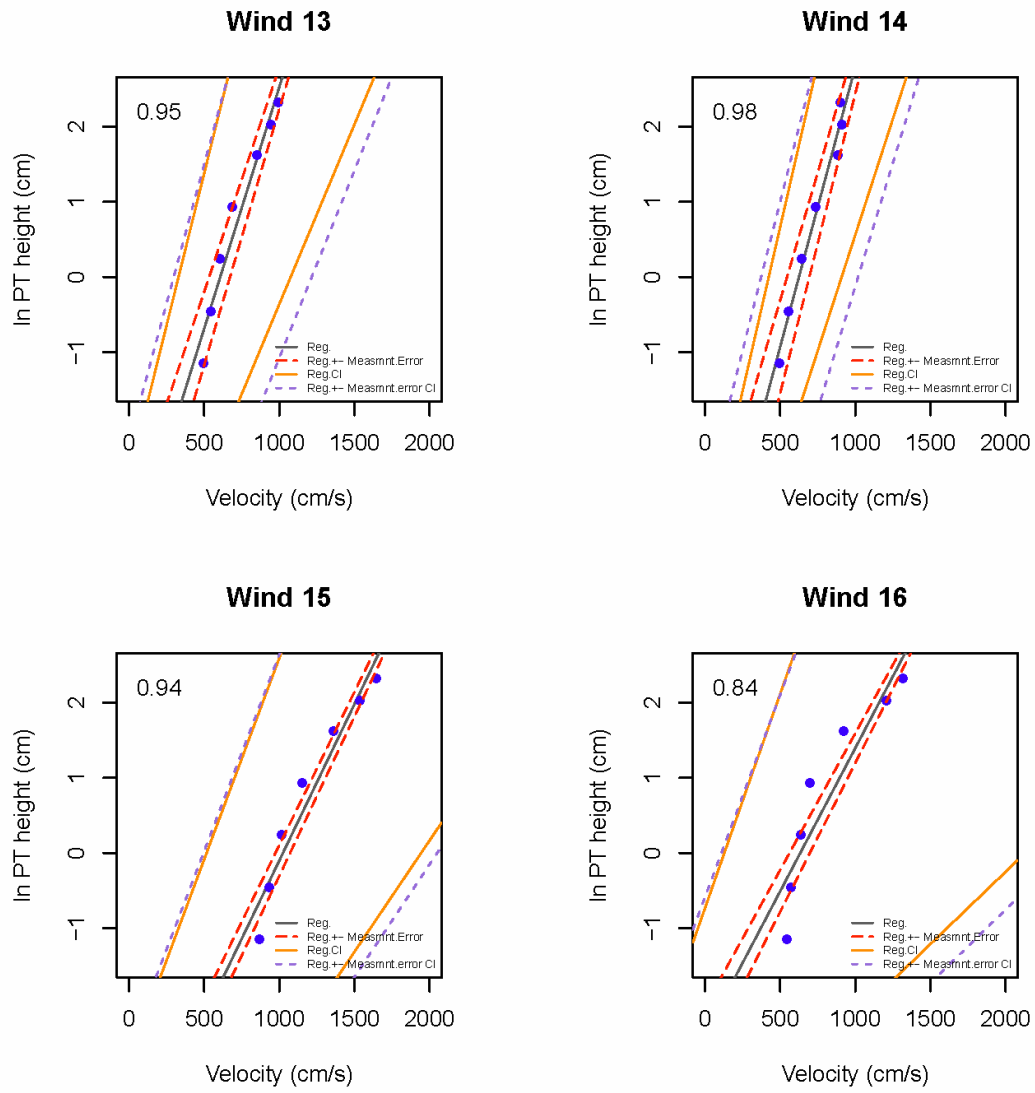 Wind 13
0.95
ln PT height (cm)
2
1
0
−1
Reg.
Reg.+− Measmnt.Error
Reg.CI
Reg.+− Measmnt.error CI
0 500 1000 1500 2000
Velocity (cm/s)
Wind 14
0.98
ln PT height (cm)
2
1
0
−1
Reg.
Reg.+− Measmnt.Error
Reg.CI
Reg.+− Measmnt.error CI
0 500 1000 1500 2000
Velocity (cm/s)
Wind 15
0.94
ln PT height (cm)
2
1
0
−1
Reg.
Reg.+− Measmnt.Error
Reg.CI
Reg.+− Measmnt.error CI
0 500 1000 1500 2000
Velocity (cm/s)
Wind 16
0.84
ln PT height (cm)
2
1
0
−1
Reg.
Reg.+− Measmnt.Error
Reg.CI
Reg.+− Measmnt.error CI
0 500 1000 1500 2000
Velocity (cm/s)